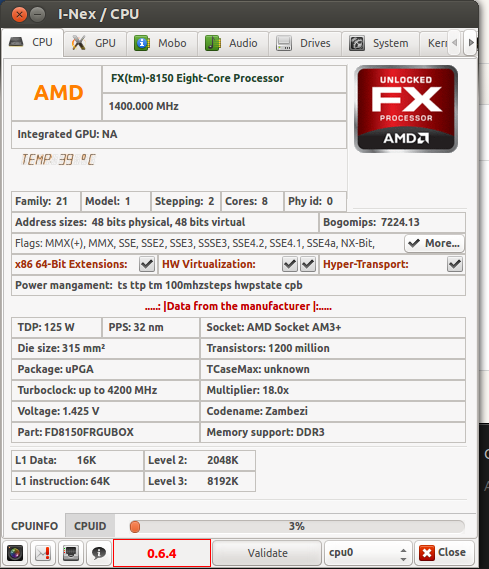 I-Nex / CPU
CPU GPU Mobo Audio Drives System Kern
AMD
FX(tm)-8150 Eight-Core Processor
1400.000 MHz
Integrated GPU: NA
UNLOCKED
FX
PROCESSOR
AMD
TEMP: 39 °C
Family: 21 Model: 1 Stepping: 2 Cores: 8 Phy id: 0
Address sizes: 48 bits physical, 48 bits virtual Bogomips: 7224.13
Flags: MMX(+), MMX, SSE, SSE2, SSE3, SSSE3, SSE4.2, SSE4.1, SSE4a, NX-Bit, More...
x86 64-Bit Extensions: HW Virtualization: Hyper-Transport:
Power mangament: ts ttp tm 100mhzsteps hwpstate cpb
.....: |Data from the manufacturer |:.....
TDP: 125 W PPS: 32 nm Socket: AMD Socket AM3+
Die size: 315 mm² Transistors: 1200 million
Package: uPGA TCaseMax: unknown
Turboclock: up to 4200 MHz Multiplier: 18.0x
Voltage: 1.425 V Codename: Zambezi
Part: FD8150FRGUBOX Memory support: DDR3
L1 Data: 16K Level 2: 2048K
L1 instruction: 64K Level 3: 8192K
CPUINFO CPUID 3%
0.6.4 Validate cpu0 Close